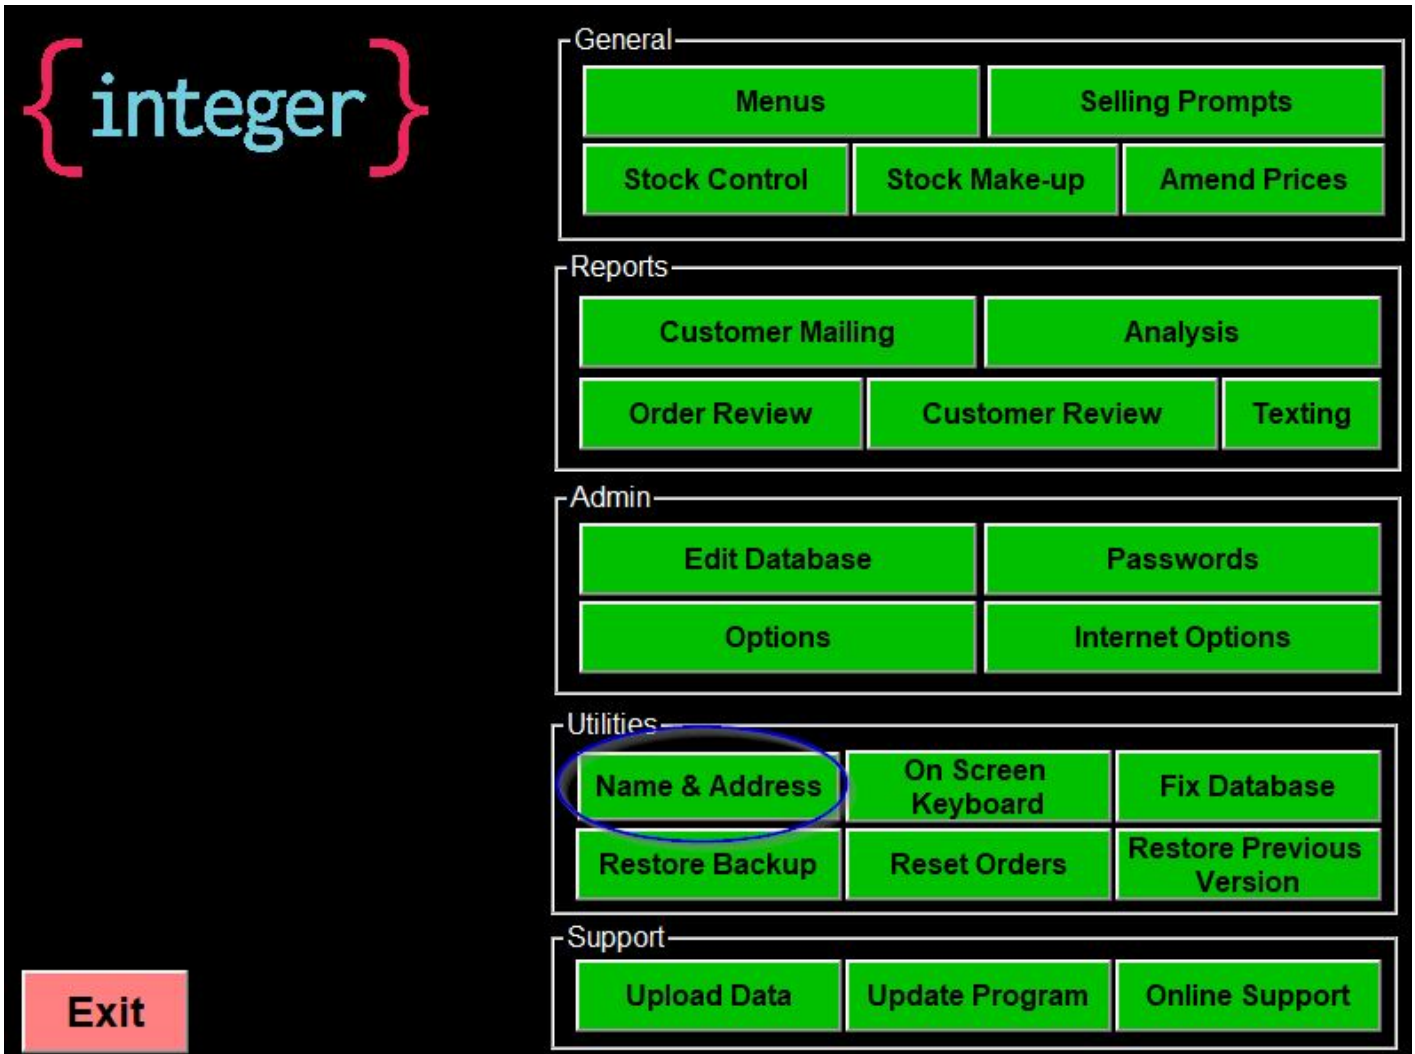 {integer}
General
Menus
Selling Prompts
Stock Control
Stock Make-up
Amend Prices
Reports
Customer Mailing
Analysis
Order Review
Customer Review
Texting
Admin
Edit Database
Passwords
Options
Internet Options
Utilities
Name & Address
On Screen
Keyboard
Fix Database
Restore Backup
Reset Orders
Restore Previous
Version
Support
Upload Data
Update Program
Online Support
Exit